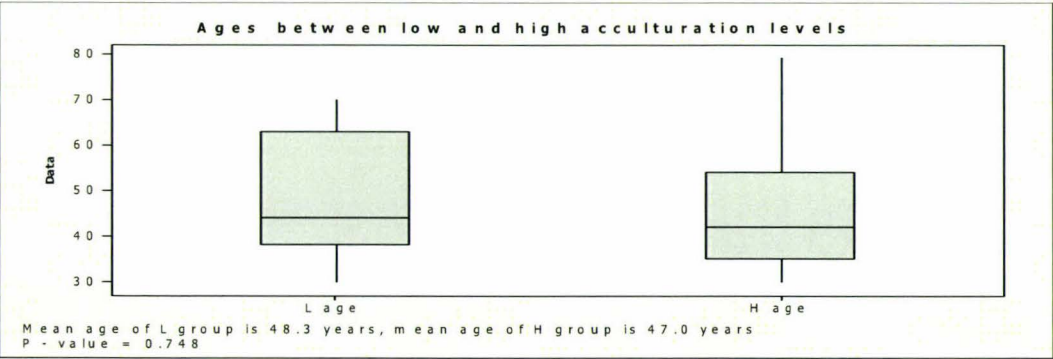 Ages between low and high acculturation levels
80
70
60
50
40
30
Data
L age
H age
Mean age of L group is 48.3 years, mean age of H group is 47.0 years
P - value = 0.748